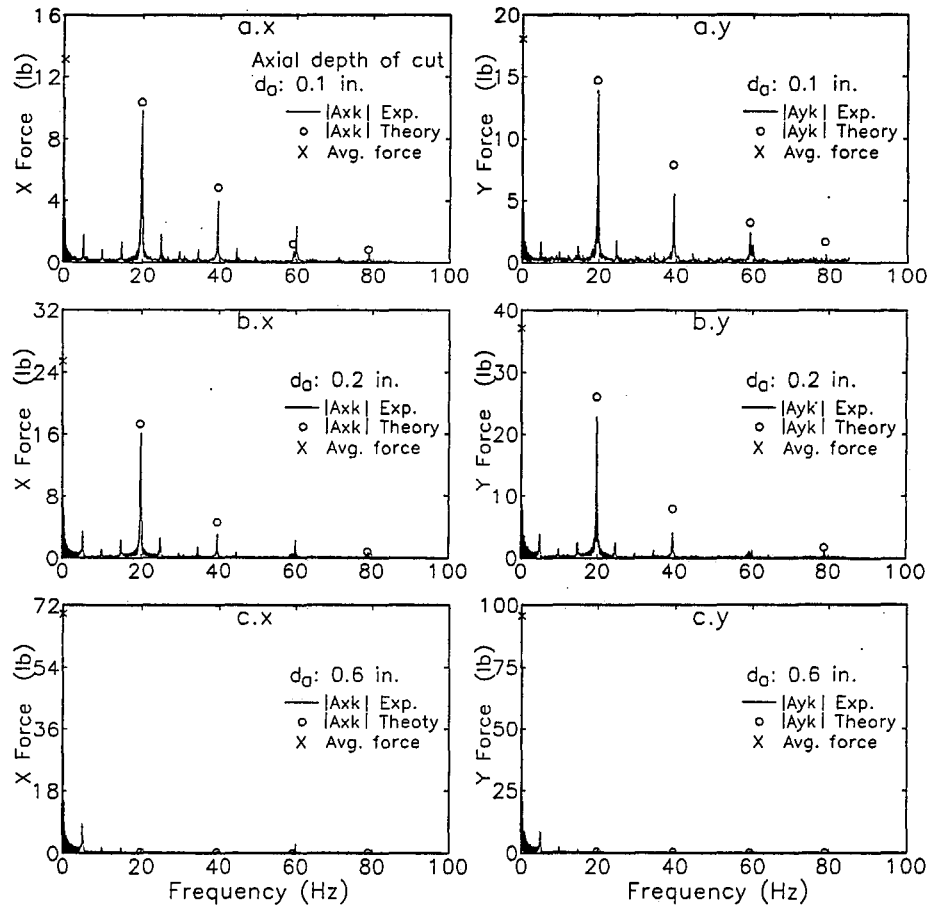 a.x
X Force (lb)
16
12
8
4
0
Axial depth of cut
da: 0.1 in.
|Axk| Exp.
o |Axk| Theory
x Avg. force
0 20 40 60 80 100
a.y
Y Force (lb)
20
15
10
5
0
da: 0.1 in.
|Ayk| Exp.
o |Ayk| Theory
x Avg. force
0 20 40 60 80 100
b.x
X Force (lb)
32
24
16
8
0
da: 0.2 in.
|Axk| Exp.
o |Axk| Theory
x Avg. force
0 20 40 60 80 100
b.y
Y Force (lb)
40
30
20
10
0
da: 0.2 in.
|Ayk| Exp.
o |Ayk| Theory
x Avg. force
0 20 40 60 80 100
c.x
X Force (lb)
72
54
36
18
0
da: 0.6 in.
|Axk| Exp.
o |Axk| Theoty
x Avg. force
0 20 40 60 80 100
Frequency (Hz)
c.y
Y Force (lb)
100
75
50
25
0
da: 0.6 in.
|Ayk| Exp.
o |Ayk| Theory
x Avg. force
0 20 40 60 80 100
Frequency (Hz)